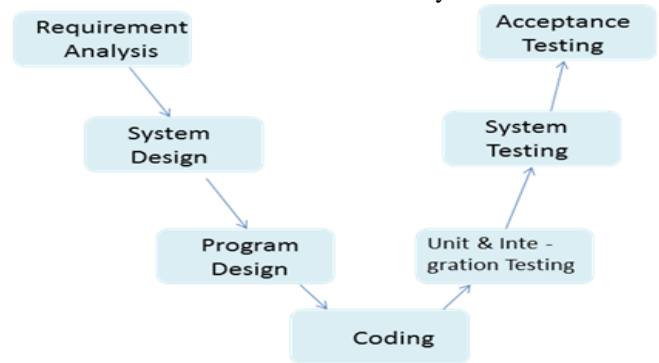 Requirement
Analysis
Acceptance
Testing
System
Design
System
Testing
Program
Design
Unit & Inte -
gration Testing
Coding